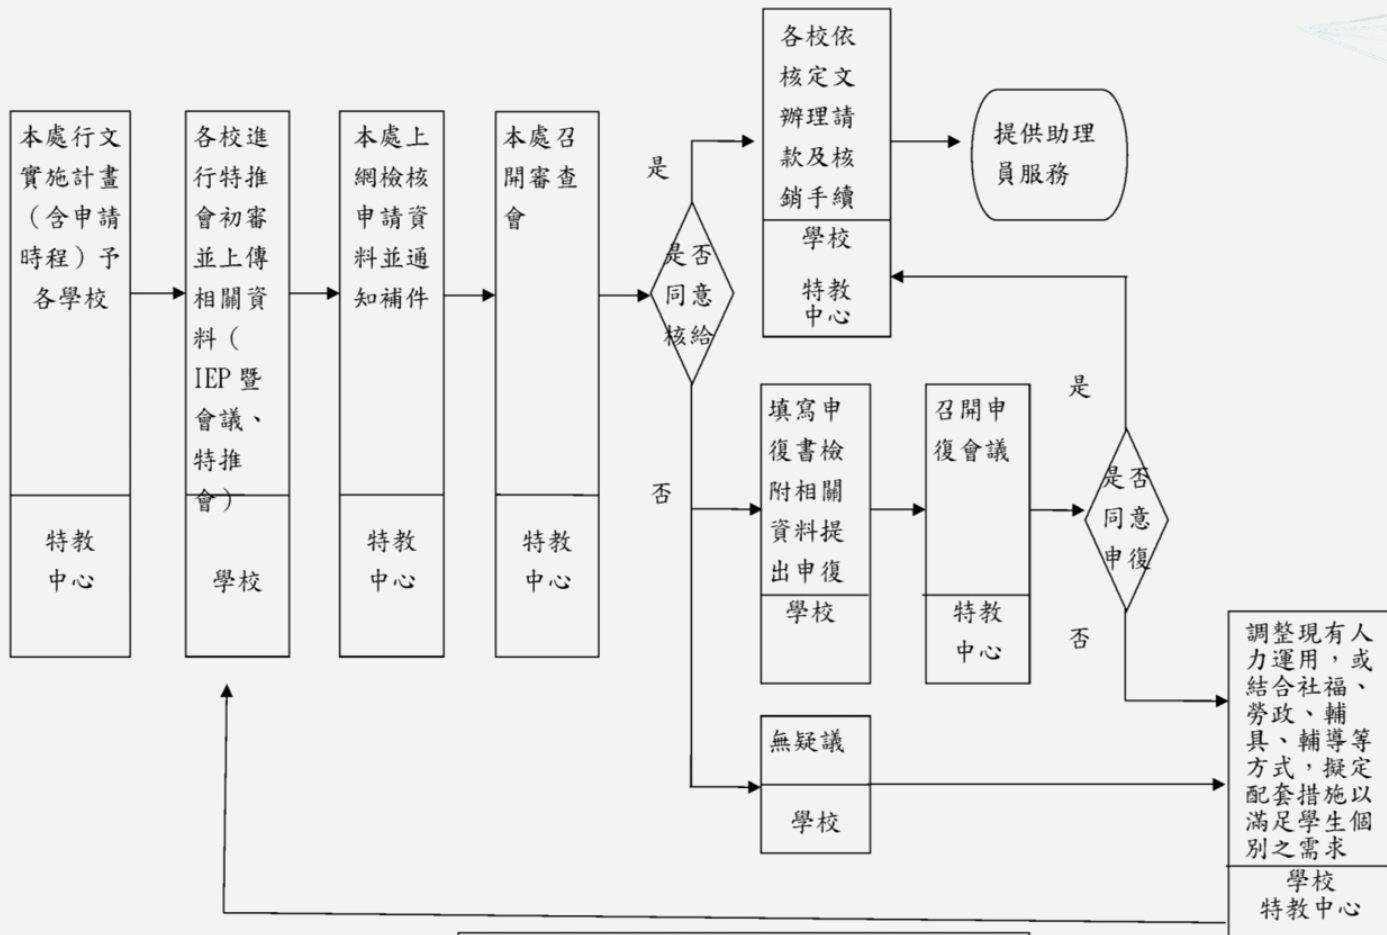 本處行文
實施計畫
（含申請
時程）予
各學校
特教
中心
各校進
行特推
會初審
並上傳
相關資
料（
IEP 暨
會議、
特推
會）
學校
本處上
網檢核
申請資
料並通
知補件
特教
中心
本處召
開審查
會
特教
中心
是否
同意
核給
是
各校依
核定文
辦理請
款及核
銷手續
學校
特教
中心
提供助理
員服務
否
填寫申
復書檢
附相關
資料提
出申復
學校
召開申
復會議
特教
中心
是否
同意
申復
是
否
無疑議
學校
調整現有人
力運用，或
結合社福、
勞政、輔
具、輔導等
方式，擬定
配套措施以
滿足學生個
別之需求
學校
特教中心